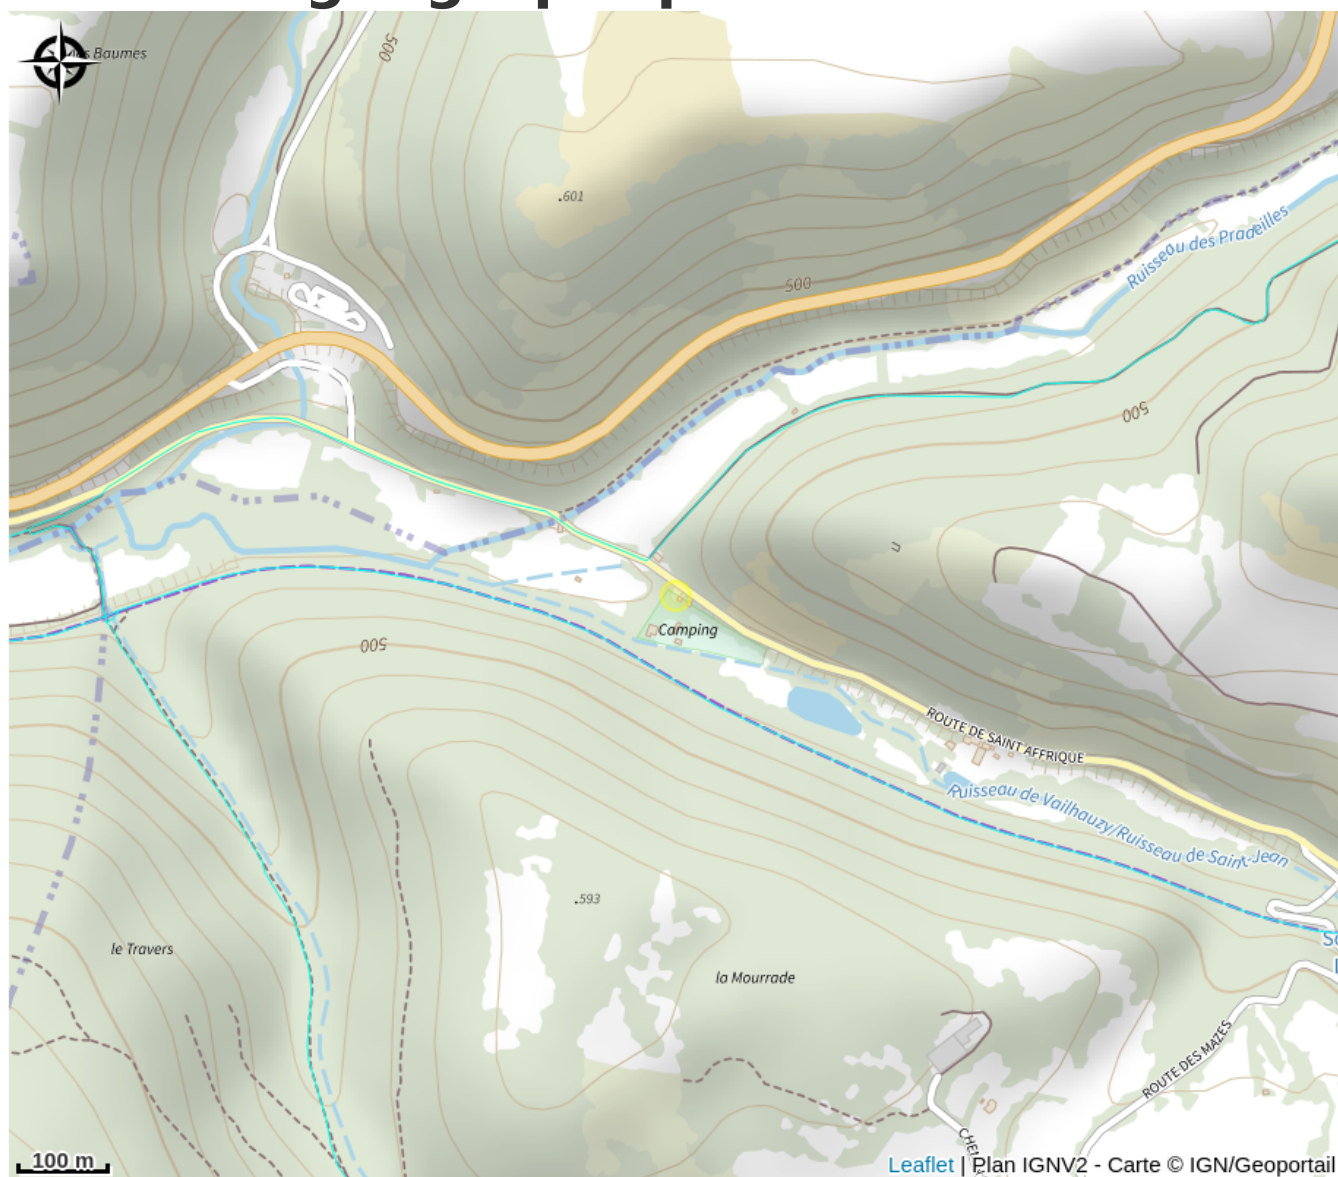 les Baumes
500
.601
Ruisseau des Pradeilles
500
500
Camping
500
ROUTE DE SAINT AFFRIQUE
Ruisseau de Vailhauzy/Ruisseau de Saint-Jean
.593
le Travers
la Mourrade
ROUTE DES MAZES
100 m
Leaflet | Plan IGNV2 - Carte © IGN/Geoportail